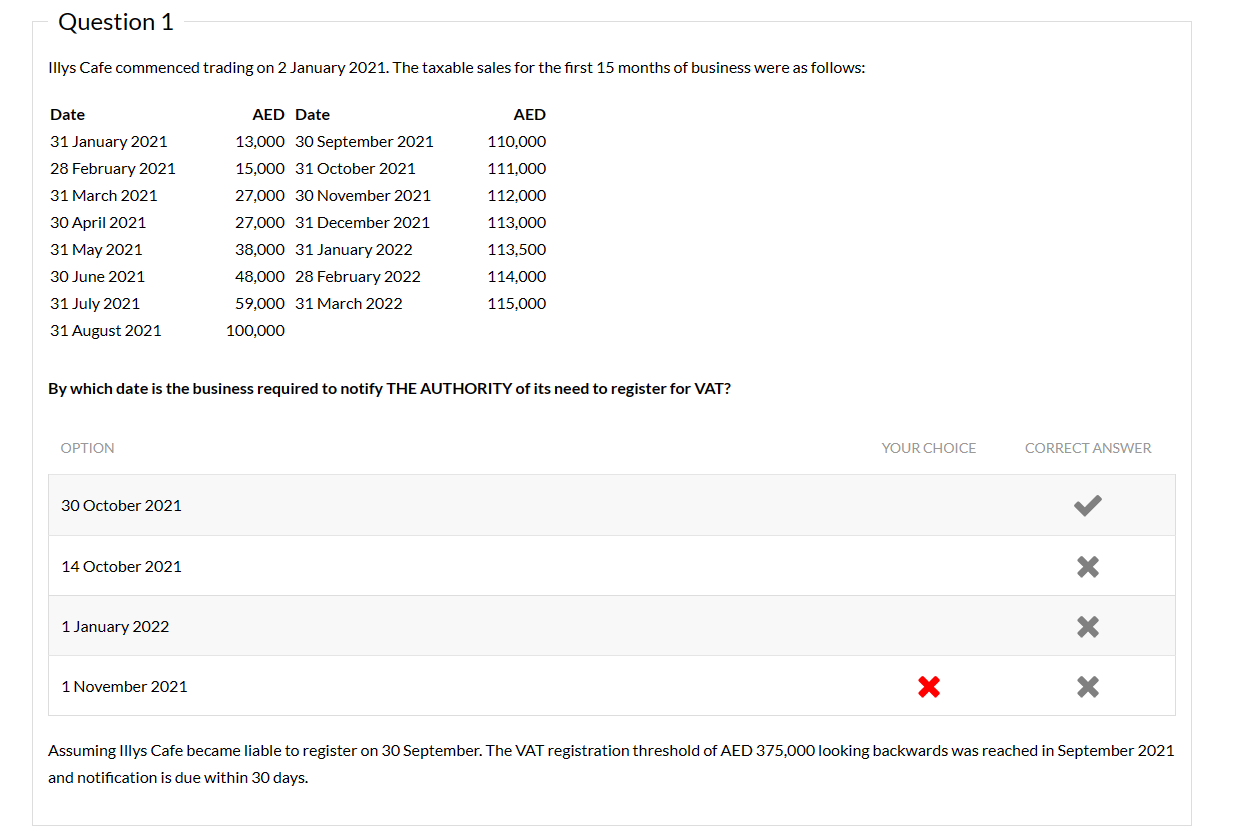 Question 1
Illys Cafe commenced trading on 2 January 2021. The taxable sales for the first 15 months of business were as follows:
Date AED Date AED
31 January 2021 13,000 30 September 2021 110,000
28 February 2021 15,000 31 October 2021 111,000
31 March 2021 27,000 30 November 2021 112,000
30 April 2021 27,000 31 December 2021 113,000
31 May 2021 38,000 31 January 2022 113,500
30 June 2021 48,000 28 February 2022 114,000
31 July 2021 59,000 31 March 2022 115,000
31 August 2021 100,000
By which date is the business required to notify THE AUTHORITY of its need to register for VAT?
OPTION YOUR CHOICE CORRECT ANSWER
30 October 2021
14 October 2021
1 January 2022
1 November 2021
Assuming Illys Cafe became liable to register on 30 September. The VAT registration threshold of AED 375,000 looking backwards was reached in September 2021
and notification is due within 30 days.